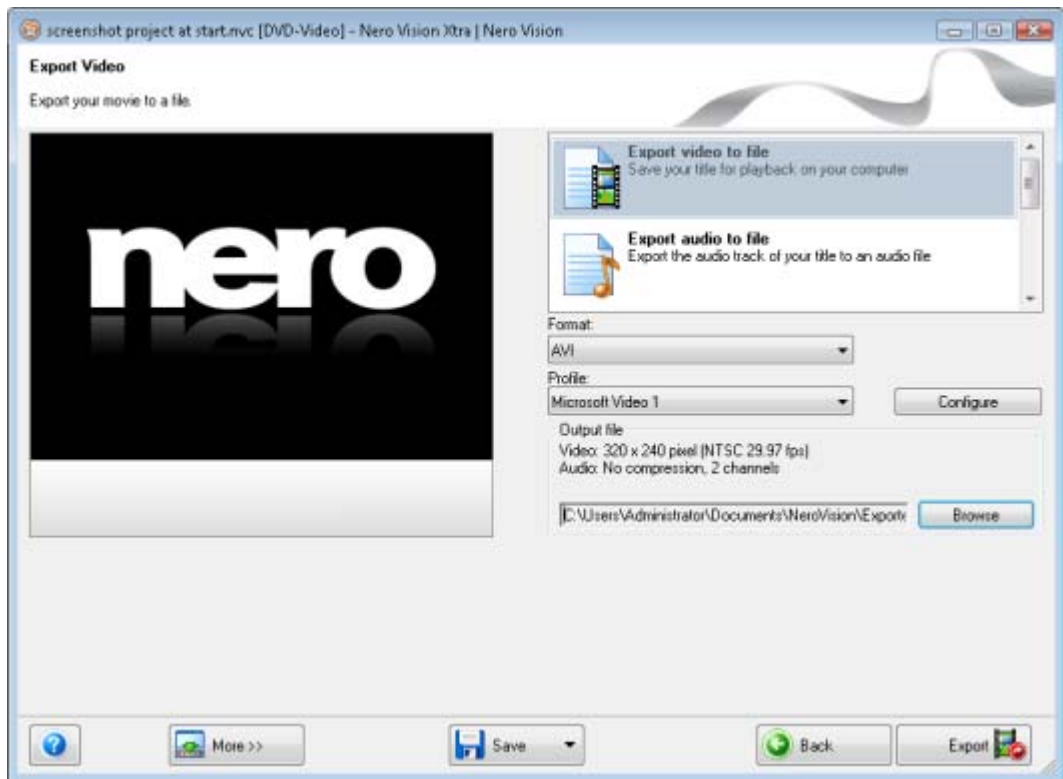 screenshot project at start.nvc [DVD-Video] - Nero Vision Xtra | Nero Vision
Export Video
Export your movie to a file.
nero
Export video to file
Save your title for playback on your computer
Export audio to file
Export the audio track of your title to an audio file
Format:
AVI
Profile:
Microsoft Video 1
Configure
Output file
Video: 320 x 240 pixel (NTSC 29.97 fps)
Audio: No compression, 2 channels
C:\Users\Administrator\Documents\NeroVision\Exporte
Browse
?
More >>
Save
Back
Export